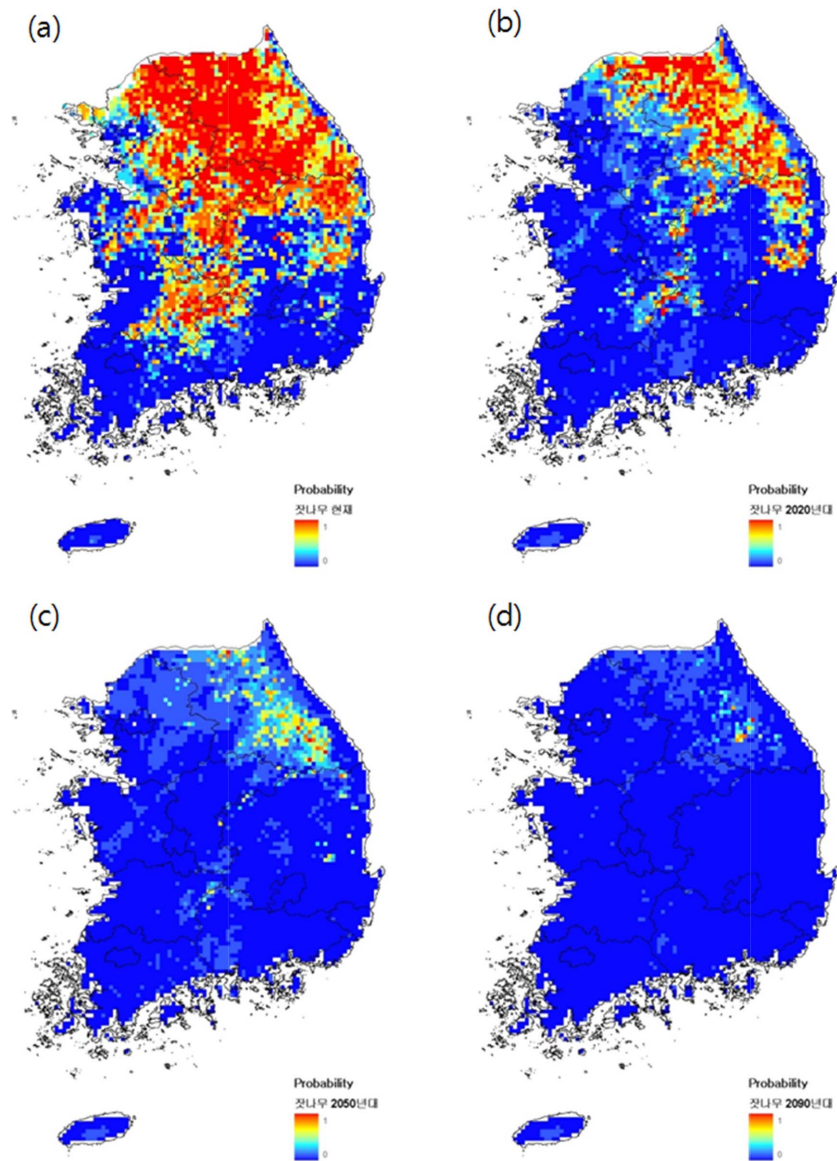 (a)
Probability
잣나무 현재
1
0
(b)
Probability
잣나무 2020년대
1
0
(c)
Probability
잣나무 2050년대
1
0
(d)
Probability
잣나무 2090년대
1
0